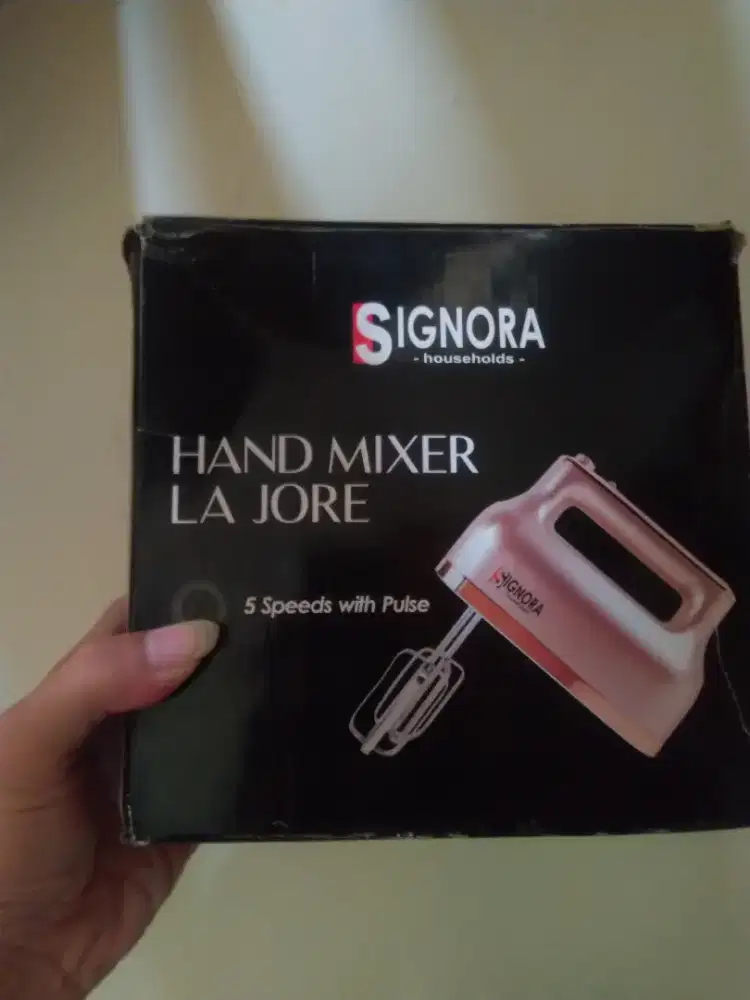 SIGNORA
- households -
HAND MIXER
LA JORE
5 Speeds with Pulse
SIGNORA